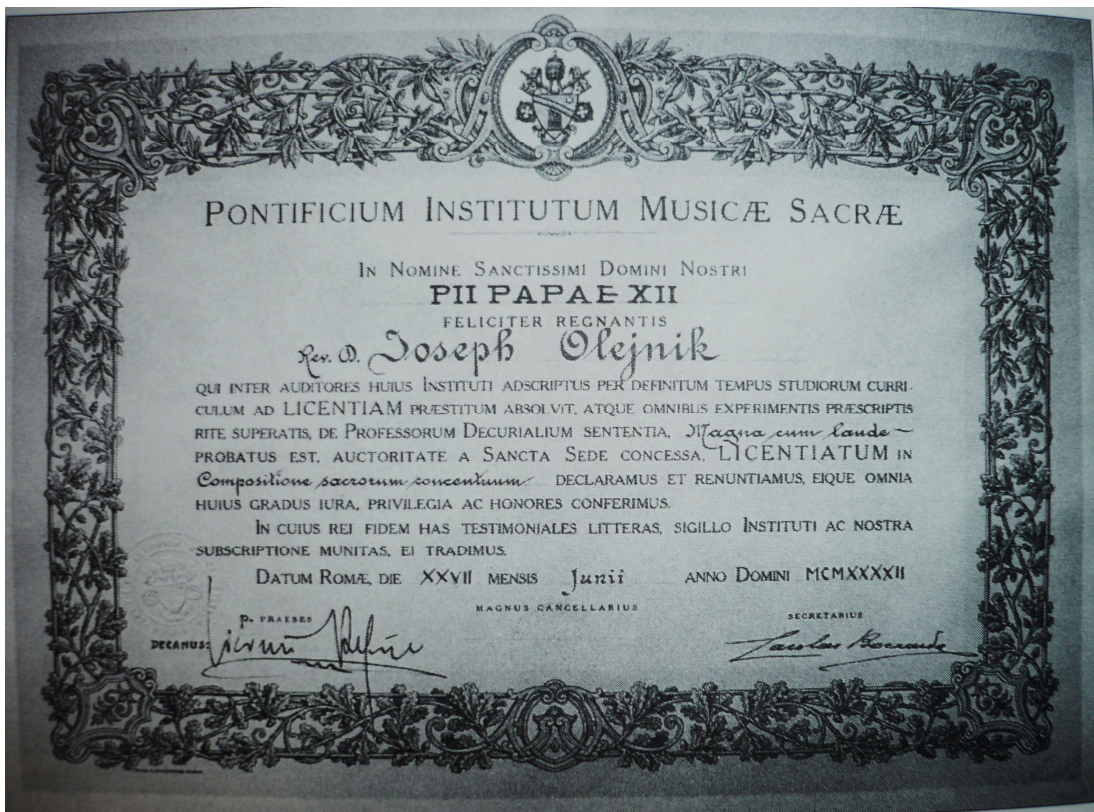 PONTIFICIUM INSTITUTUM MUSICÆ SACRÆ
IN NOMINE SANCTISSIMI DOMINI NOSTRI
PII PAPAE XII
FELICITER REGNANTIS
Rev. D. Joseph Olejnik
QUI INTER AUDITORES HUIUS INSTITUTI ADSCRIPTUS PER DEFINITUM TEMPUS STUDIORUM CURRI-
CULUM AD LICENTIAM PRÆSTITUM ABSOLVIT, ATQUE OMNIBUS EXPERIMENTIS PRÆSCRIPTIS
RITE SUPERATIS, DE PROFESSORUM DECURIALIUM SENTENTIA, Magna cum laude
PROBATUS EST, AUCTORITATE A SANCTA SEDE CONCESSA, LICENTIATUM IN
Compositione sacrorum concentuum DECLARAMUS ET RENUNTIAMUS, EIQUE OMNIA
HUIUS GRADUS IURA, PRIVILEGIA AC HONORES CONFERIMUS.
IN CUIUS REI FIDEM HAS TESTIMONIALES LITTERAS, SIGILLO INSTITUTI AC NOSTRA
SUBSCRIPTIONE MUNITAS, EI TRADIMUS.
DATUM ROMÆ, DIE XXVII MENSIS Junii ANNO DOMINI MCMXXXXII
MAGNUS CANCELLARIUS
P. PRAESES SECRETARIUS
DECANUS: